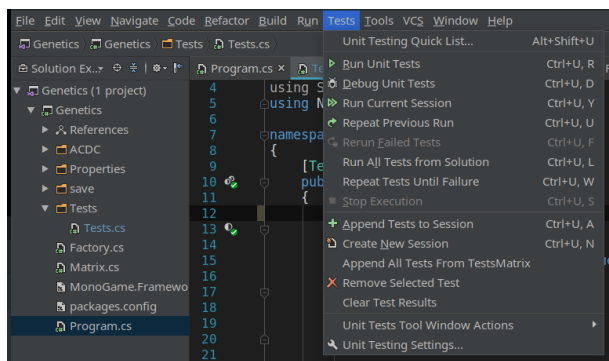 File Edit View Navigate Code Refactor Build Run Tests Tools VCS Window Help
Genetics Genetics Tests Tests.cs
Solution Ex... Program.cs
Genetics (1 project)
Genetics
References
ACDC
Properties
save
Tests
Tests.cs
Factory.cs
Matrix.cs
MonoGame.Framewo
packages.config
Program.cs
4 using S
5 using N
6
7 namespa
8 {
9 [Te
10 pub
11 {
12
13
14
15
16
17
18
19
20
21
Unit Testing Quick List... Alt+Shift+U
Run Unit Tests Ctrl+U, R
Debug Unit Tests Ctrl+U, D
Run Current Session Ctrl+U, Y
Repeat Previous Run Ctrl+U, U
Rerun Failed Tests Ctrl+U, F
Run All Tests from Solution Ctrl+U, L
Repeat Tests Until Failure Ctrl+U, W
Stop Execution Ctrl+U, S
Append Tests to Session Ctrl+U, A
Create New Session Ctrl+U, N
Append All Tests From TestsMatrix
Remove Selected Test
Clear Test Results
Unit Tests Tool Window Actions
Unit Testing Settings...